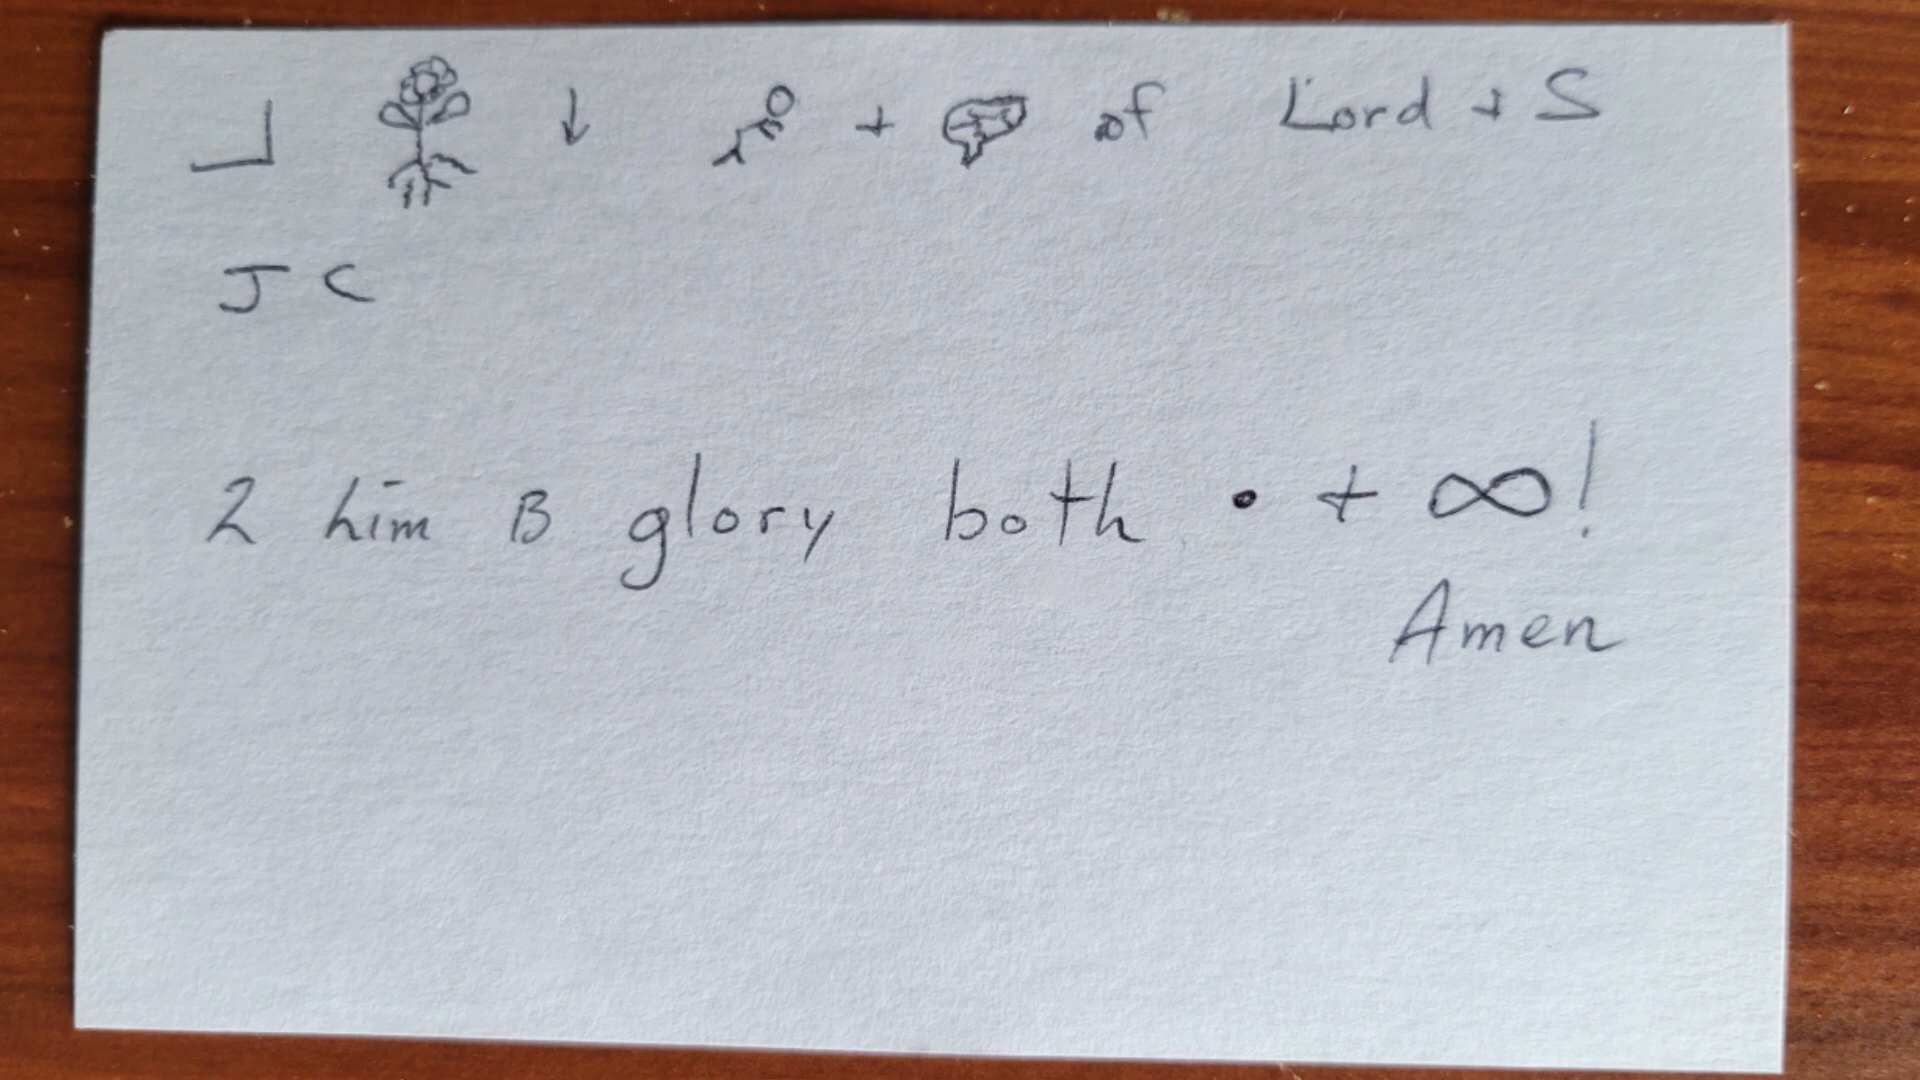 + of Lord + S
J C
2 him B glory both • + ∞!
Amen